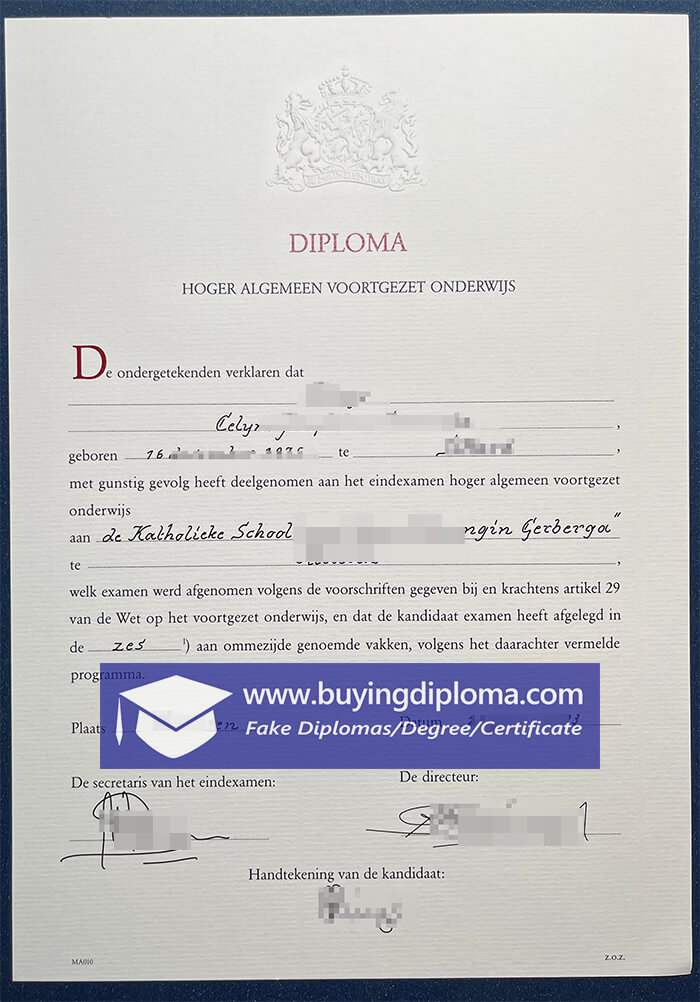 DIPLOMA
HOGER ALGEMEEN VOORTGEZET ONDERWIJS
De ondergetekenden verklaren dat
,
geboren 16 te ,
met gunstig gevolg heeft deelgenomen aan het eindexamen hoger algemeen voortgezet
onderwijs
aan de Katholieke School ngin Gerberga"
te ,
welk examen werd afgenomen volgens de voorschriften gegeven bij en krachtens artikel 29
van de Wet op het voortgezet onderwijs, en dat de kandidaat examen heeft afgelegd in
de zes ¹) aan ommezijde genoemde vakken, volgens het daarachter vermelde
programma.
www.buyingdiploma.com
Plaats Datum
Fake Diplomas/Degree/Certificate
De secretaris van het eindexamen: De directeur:
Handtekening van de kandidaat:
MA010 z.o.z.